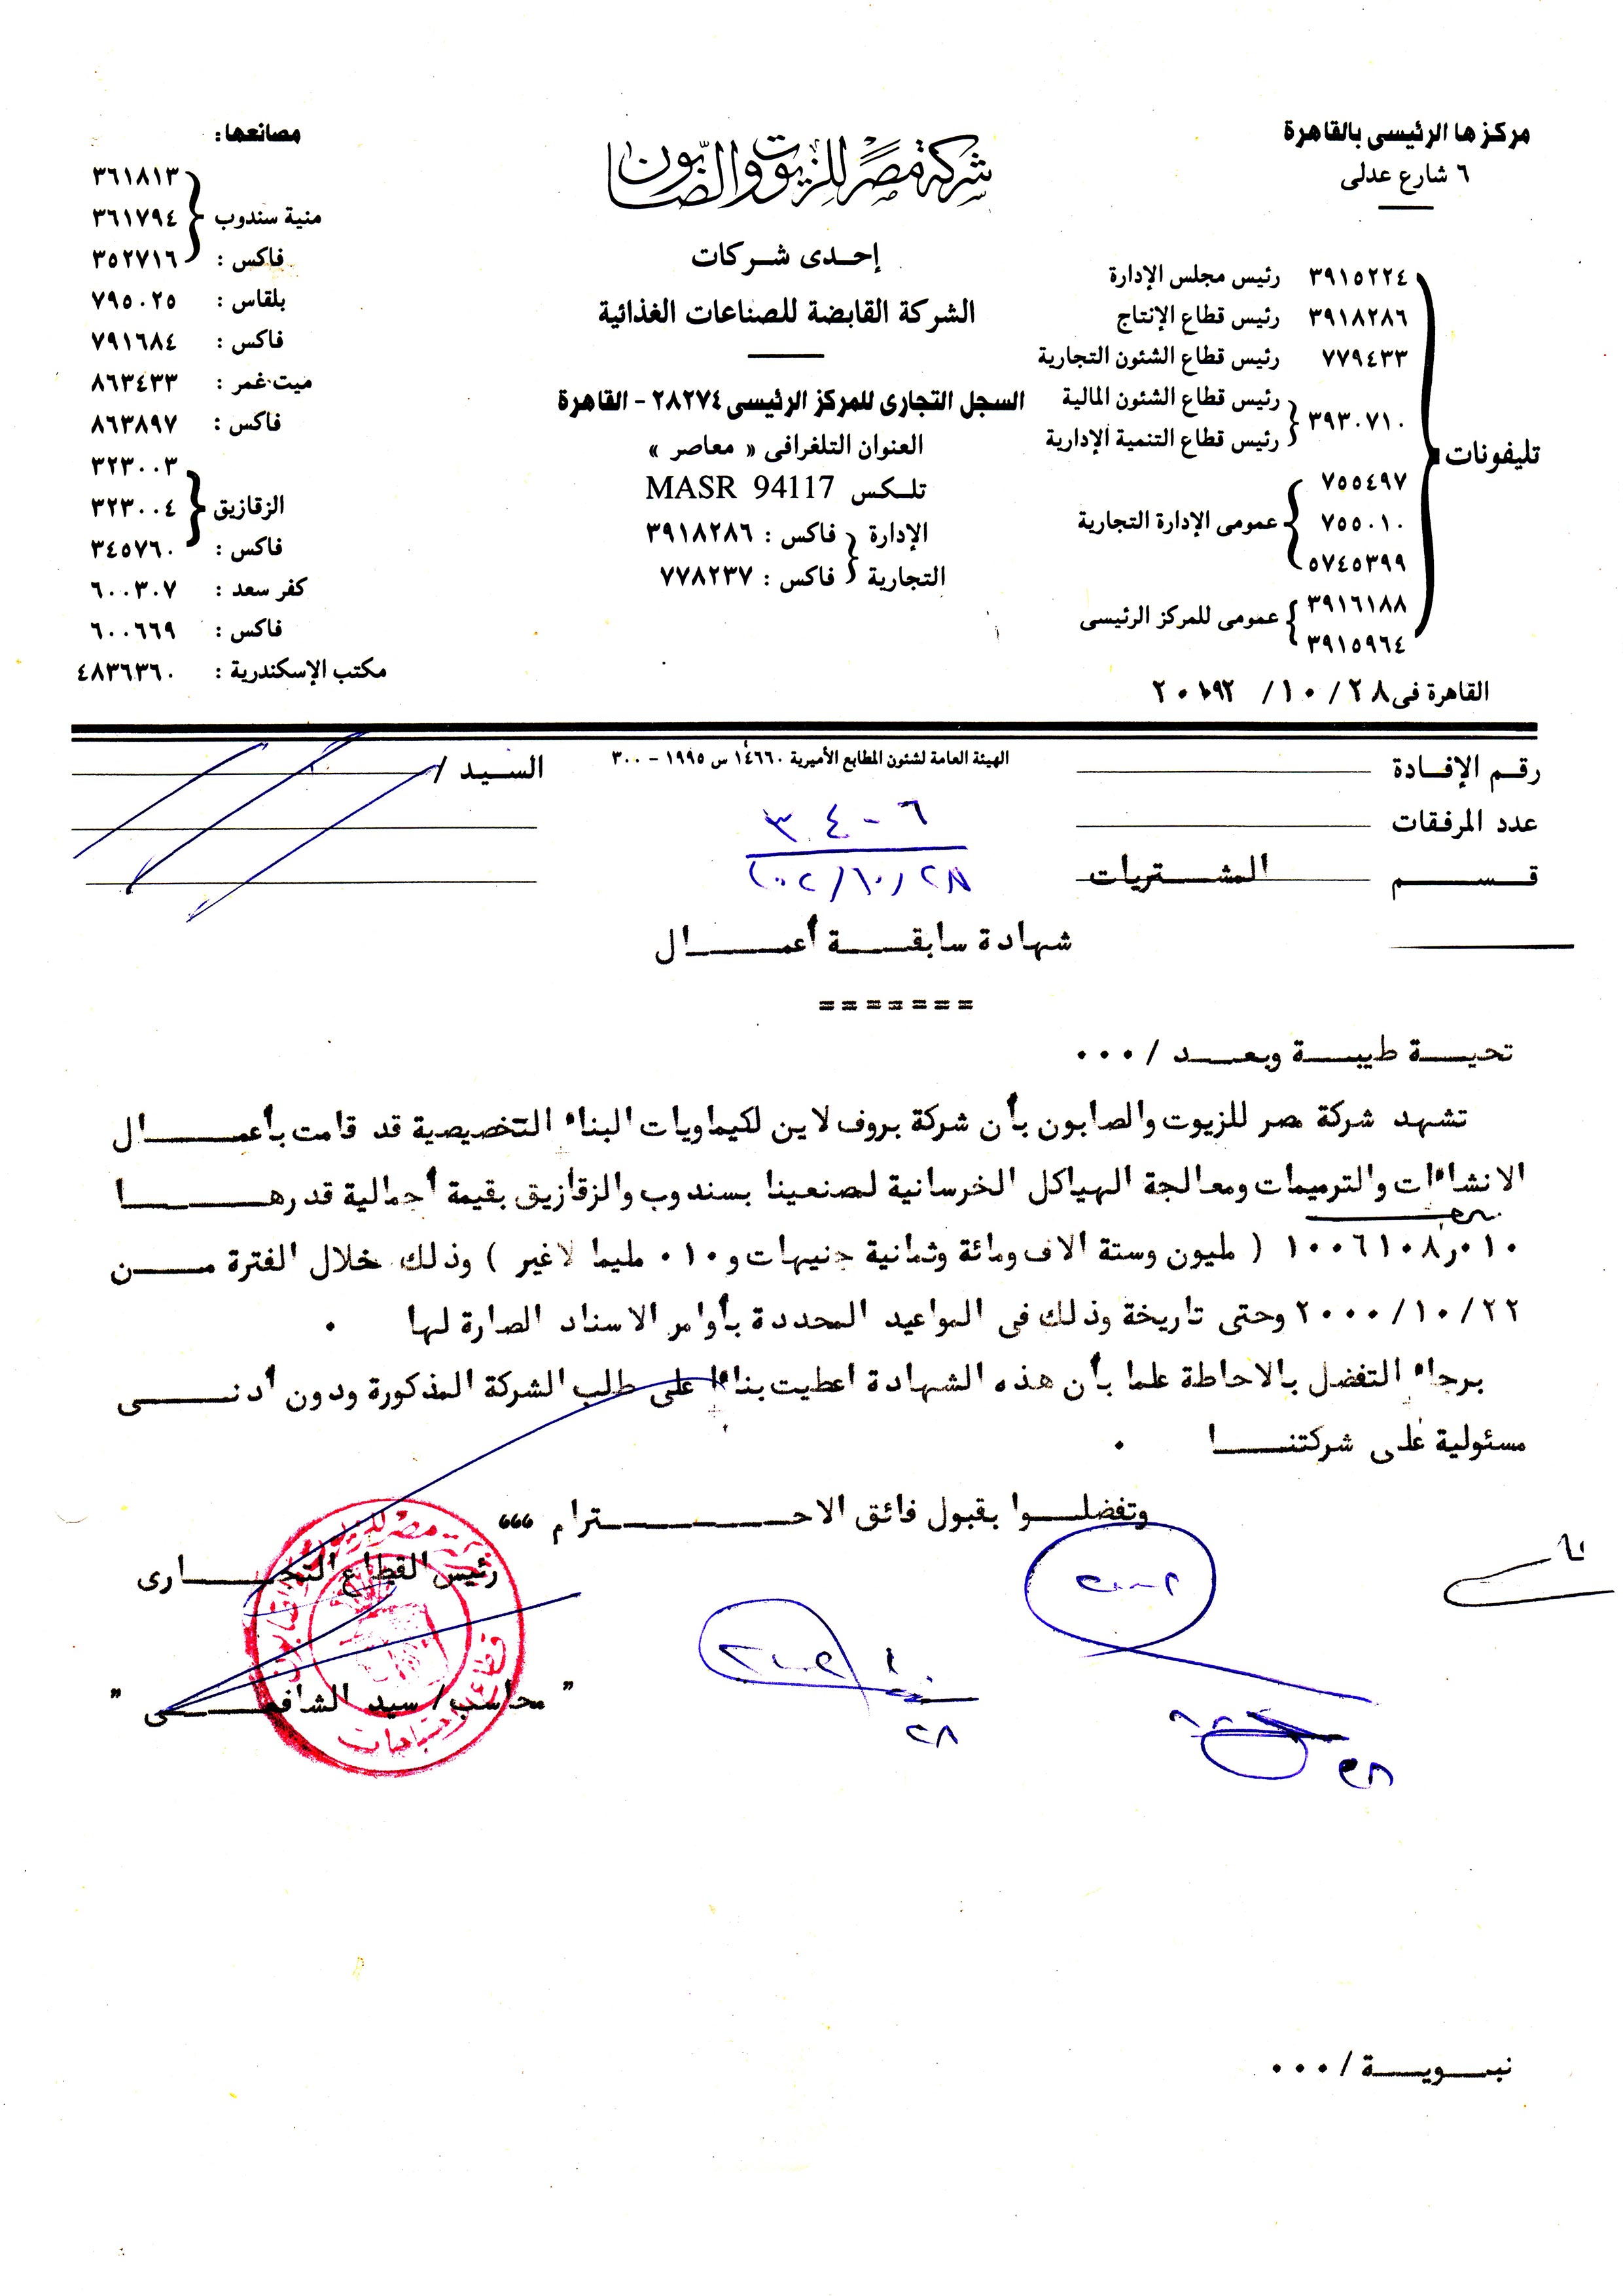 مركزها الرئيسى بالقاهرة
٦ شارع عدلى
تليفونات
٣٩١٥٢٢٤ رئيس مجلس الإدارة
٣٩١٨٢٨٦ رئيس قطاع الإنتاج
٧٧٩٤٣٣ رئيس قطاع الشئون التجارية
٣٩٣٠٧١٠ رئيس قطاع الشئون المالية
رئيس قطاع التنمية الإدارية
٧٥٥٤٩٧
٧٥٥٠١٠ عمومى الإدارة التجارية
٥٧٤٥٣٩٩
٣٩١٦١٨٨ عمومى للمركز الرئيسى
٣٩١٥٩٦٤
القاهرة فى ٢٨ / ١٠ /
شركة مصر للزيوت والصابون
إحدى شركات
الشركة القابضة للصناعات الغذائية
السجل التجارى للمركز الرئيسى ٢٨٢٧٤ - القاهرة
العنوان التلغرافى « معاصر »
تلكس MASR 94117
الإدارة فاكس : ٣٩١٨٢٨٦
التجارية فاكس : ٧٧٨٢٣٧
مصانعها :
٣٦١٨١٣
منية سندوب ٣٦١٧٩٤
فاكس : ٣٥٢٧١٦
بلقاس : ٧٩٥٠٢٥
فاكس : ٧٩١٦٨٤
ميت غمر : ٨٦٣٤٣٣
فاكس : ٨٦٣٨٩٧
٣٢٣٠٠٣
الزقازيق ٣٢٣٠٠٤
فاكس : ٣٤٥٧٦٠
كفر سعد : ٦٠٠٣٠٧
فاكس : ٦٠٠٦٦٩
مكتب الإسكندرية : ٤٨٣٦٣٦٠
رقم الإفادة
عدد المرفقات
قسم المشتريات
الهيئة العامة لشئون المطابع الأميرية ١٤٦٦٠ س ١٩٩٥ - ٣٠٠
السيد /
٣٤٠٦
٢٠٠٢/١٠/٢٨
شهادة سابقة أعمال
=======
تحية طيبة وبعد / ٠٠٠
تشهد شركة مصر للزيوت والصابون بأن شركة بروف لاين لكيماويات البناء التخصيصية قد قامت بأعمال
الانشاءات والترميمات ومعالجة الهياكل الخرسانية لمصنعينا بسندوب والزقازيق بقيمة أجمالية قدرها
١٠٠٦١٠٨٫٠١٠ ( مليون وستة الاف ومائة وثمانية جنيهات و٠١٠ مليما لاغير ) وذلك خلال الفترة من
٢٠٠٠/١٠/٢٢ وحتى تاريخة وذلك فى المواعيد المحددة بأوامر الاسناد الصارة لها .
برجاء التفضل بالاحاطة علما بأن هذه الشهادة اعطيت بناءا على طلب الشركة المذكورة ودون أدنى
مسئولية على شركتنا .
وتفضلوا بقبول فائق الاحترام ،،،
رئيس القطاع التجارى
" محاسب/ سيد الشافعى "
٢٨
٢٨
نبوية / ٠٠٠